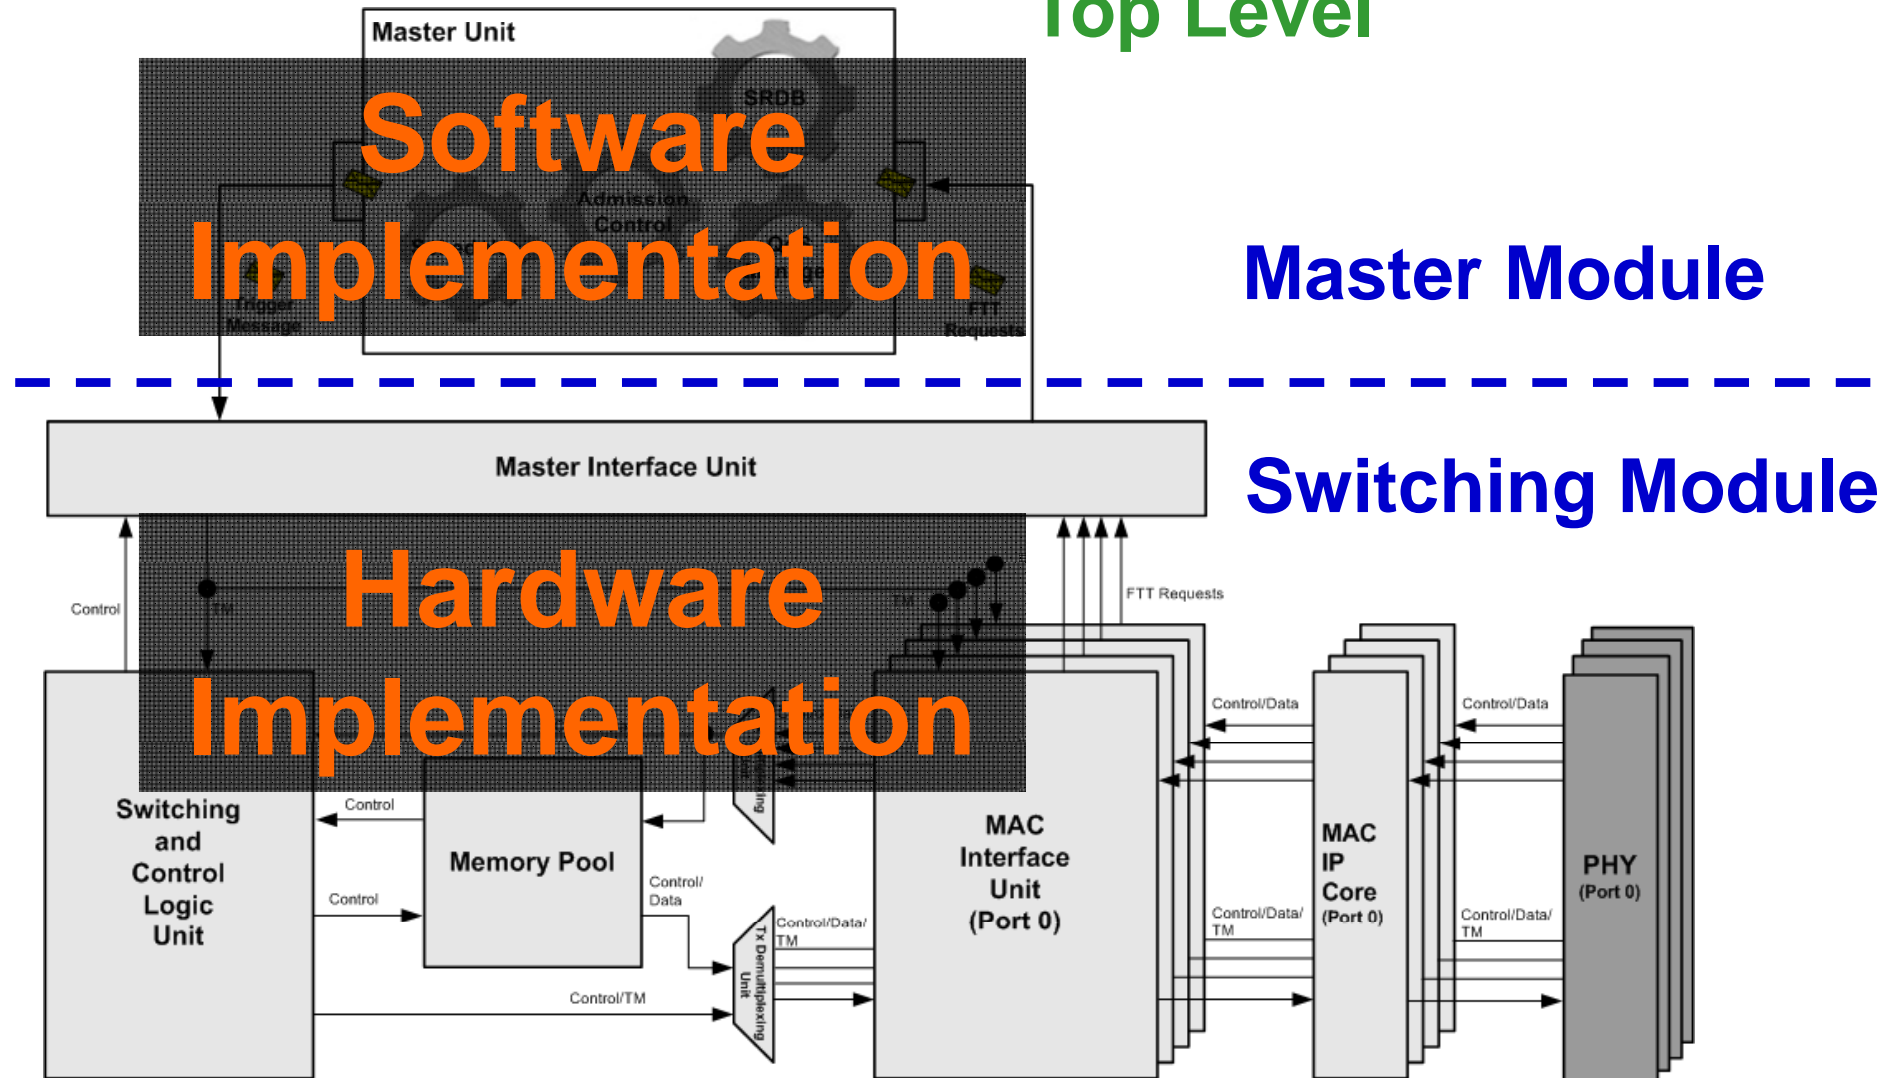 Top Level
Master Unit
SRDB
Software
Admission
Control
Implementation
Trigger
Message
FTT
Requests
Master Module
Master Interface Unit
Switching Module
Hardware
Implementation
Control
TM
TM
FTT Requests
Control/Data
Control/Data
Switching
and
Control
Logic
Unit
Control
Control
Memory Pool
Control/
Data
Control/TM
Unit
Tx Demultiplexing
Unit
Control/Data/
TM
MAC
Interface
Unit
(Port 0)
MAC
IP
Core
(Port 0)
Control/Data/
TM
Control/Data/
TM
PHY
(Port 0)